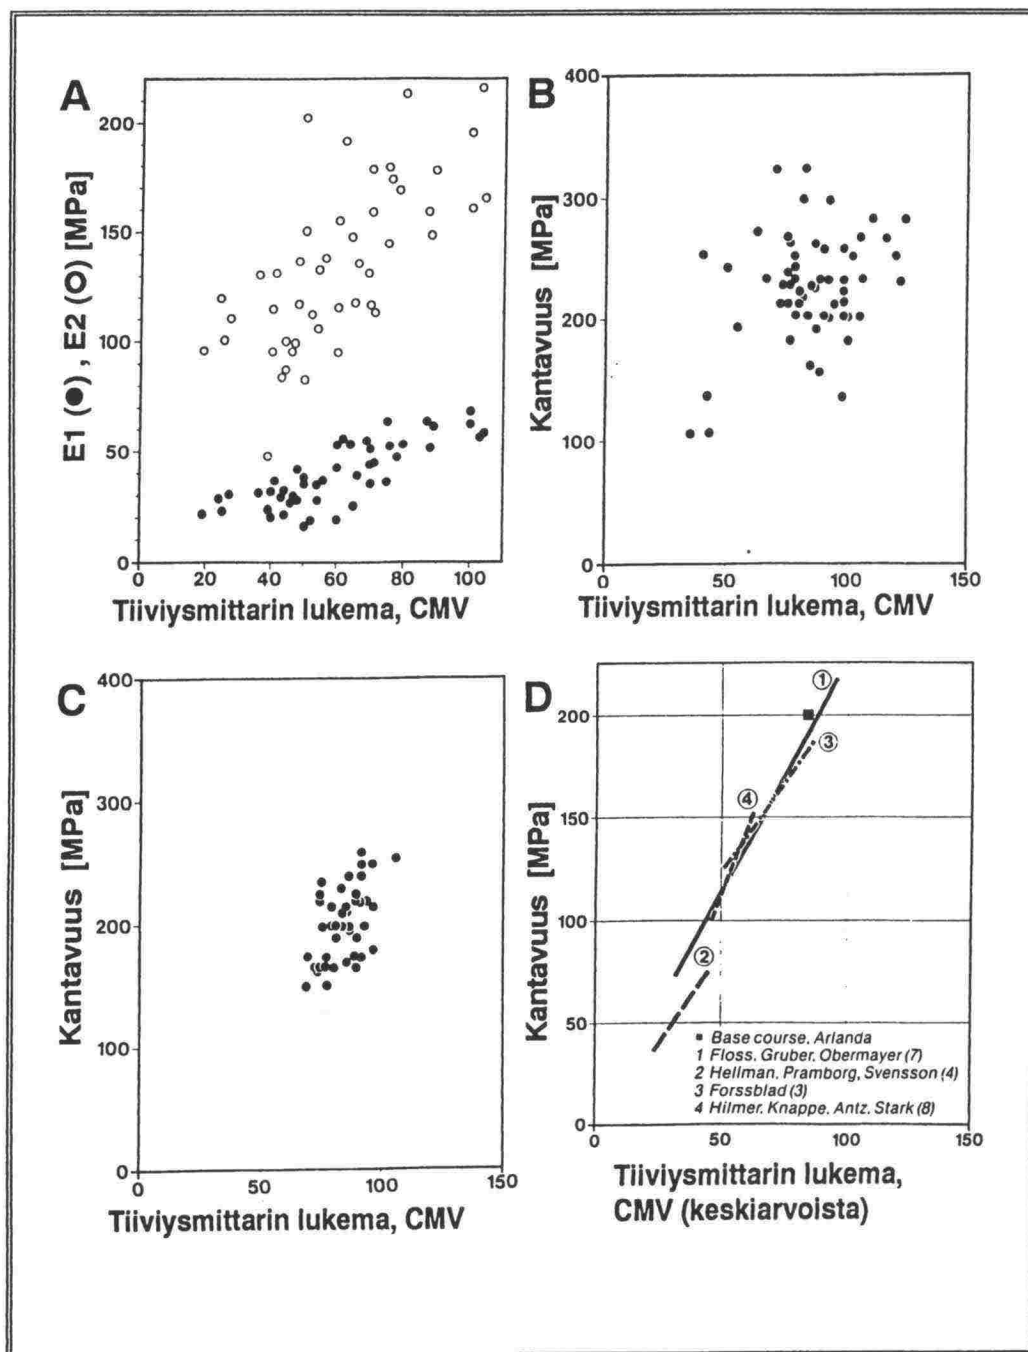 A
E1 (●) , E2 (O) [MPa]
200
150
100
50
0
0 20 40 60 80 100
Tiiviysmittarin lukema, CMV
B
Kantavuus [MPa]
400
300
200
100
0
0 50 100 150
Tiiviysmittarin lukema, CMV
C
Kantavuus [MPa]
400
300
200
100
0
0 50 100 150
Tiiviysmittarin lukema, CMV
D
Kantavuus [MPa]
200
150
100
50
0
1
3
4
2
■ Base course, Arlanda
1 Floss, Gruber, Obermayer (7)
2 Hellman, Pramborg, Svensson (4)
3 Forssblad (3)
4 Hilmer, Knappe, Antz, Stark (8)
0 50 100 150
Tiiviysmittarin lukema,
CMV (keskiarvoista)